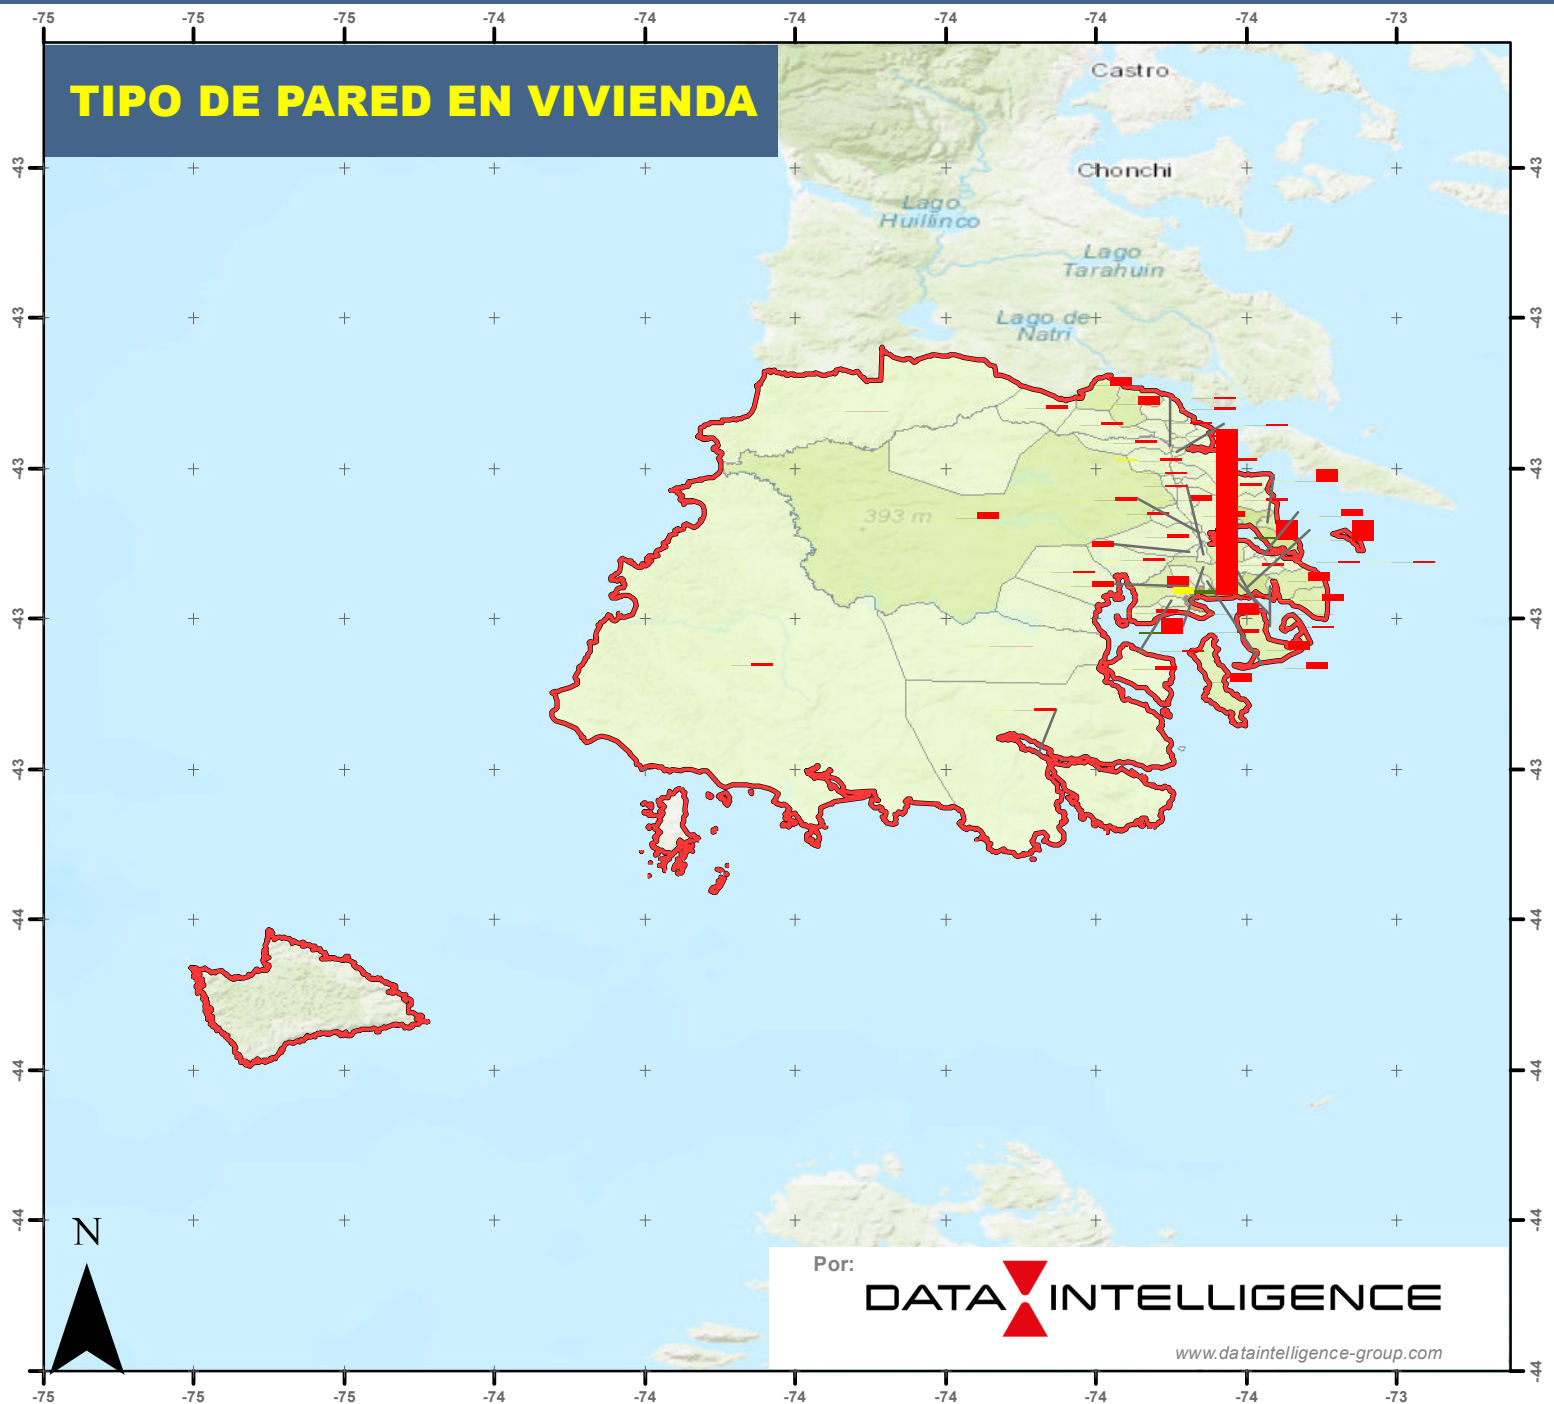 -75 -75 -74 -74 -74 -74 -74 -74 -74 -73
TIPO DE PARED EN VIVIENDA
Castro
Chonchi
-43 -43
Lago
Huillinco
Lago
Tarahuin
Lago de
Natri
-43 -43
-43 -43
393 m
-43 -43
-43 -43
-44 -44
-44 -44
-44 -44
N
Por:
DATA INTELLIGENCE
www.dataintelligence-group.com
-44
-75 -75 -75 -74 -74 -74 -74 -74 -74 -73